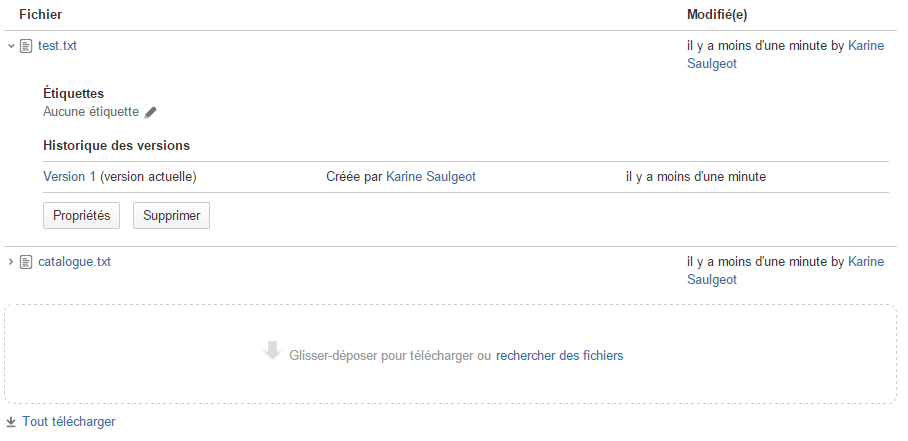 Fichier Modifié(e)
test.txt il y a moins d'une minute by Karine
Saulgeot
Étiquettes
Aucune étiquette
Historique des versions
Version 1 (version actuelle) Créée par Karine Saulgeot il y a moins d'une minute
Propriétés Supprimer
catalogue.txt il y a moins d'une minute by Karine
Saulgeot
Glisser-déposer pour télécharger ou rechercher des fichiers
Tout télécharger